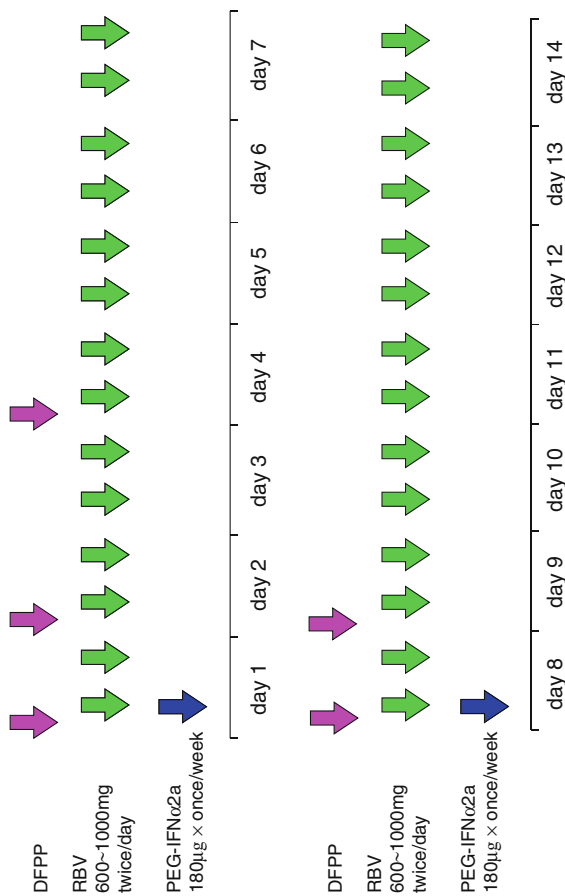 DFPP
RBV
600~1000mg
twice/day
PEG-IFNα2a
180µg × once/week
day 1
day 2
day 3
day 4
day 5
day 6
day 7
DFPP
RBV
600~1000mg
twice/day
PEG-IFNα2a
180µg × once/week
day 8
day 9
day 10
day 11
day 12
day 13
day 14